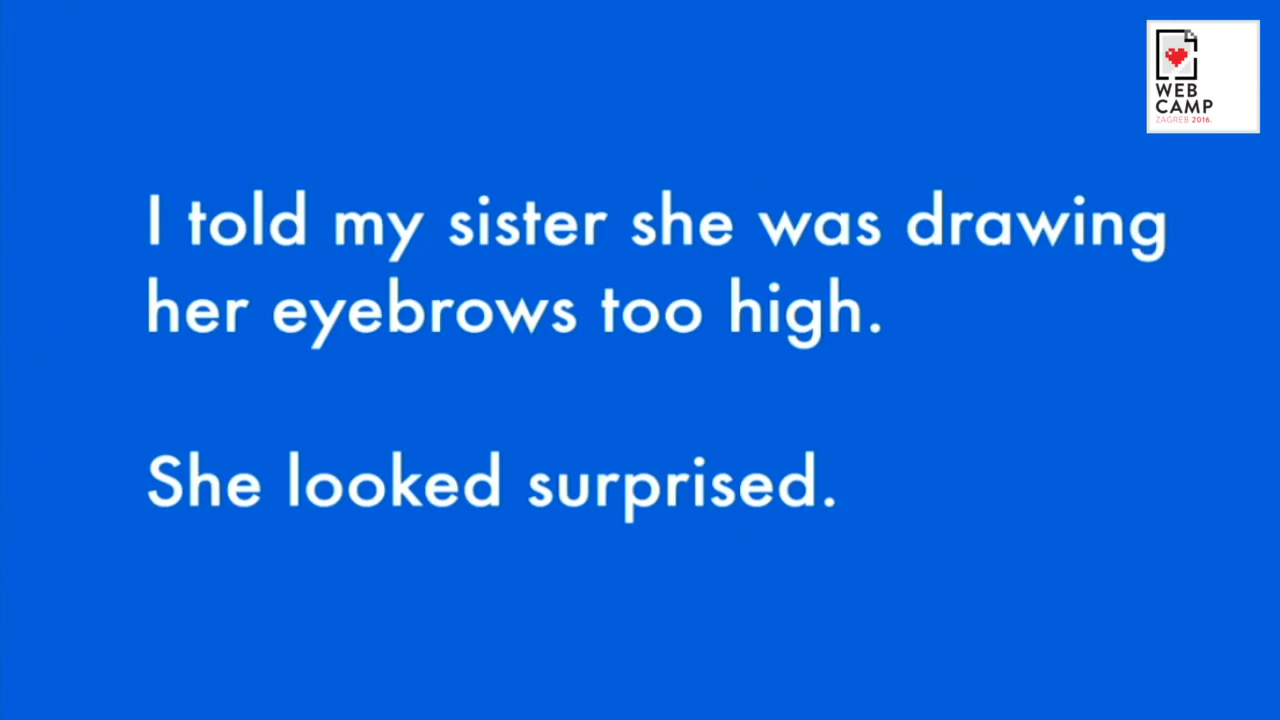 WEB
CAMP
ZAGREB 2016.
I told my sister she was drawing
her eyebrows too high.
She looked surprised.